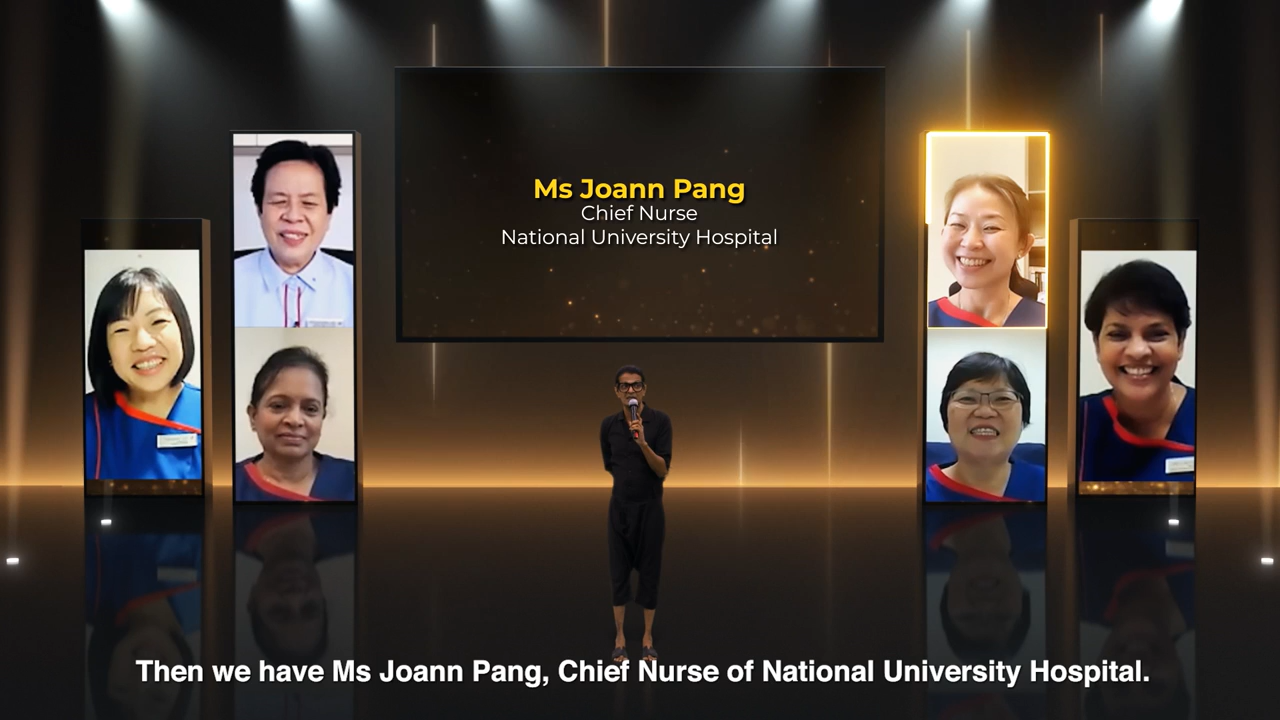 Ms Joann Pang
Chief Nurse
National University Hospital
Then we have Ms Joann Pang, Chief Nurse of National University Hospital.